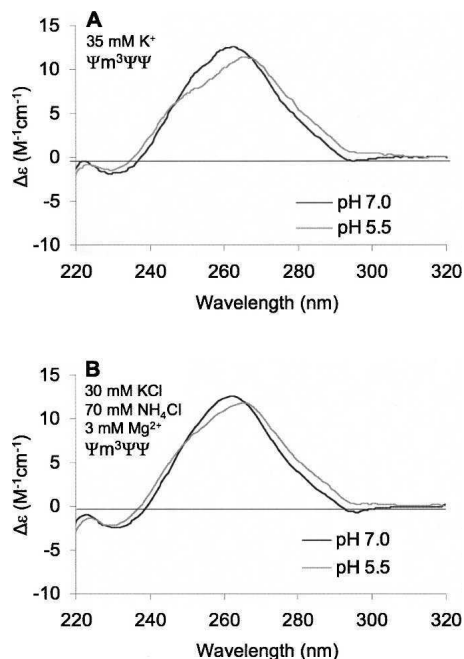 A
35 mM K⁺
Ψm³ΨΨ
Δε (M⁻¹cm⁻¹)
15
10
5
0
-5
-10
pH 7.0
pH 5.5
220 240 260 280 300 320
Wavelength (nm)
B
30 mM KCl
70 mM NH₄Cl
3 mM Mg²⁺
Ψm³ΨΨ
Δε (M⁻¹cm⁻¹)
15
10
5
0
-5
-10
pH 7.0
pH 5.5
220 240 260 280 300 320
Wavelength (nm)